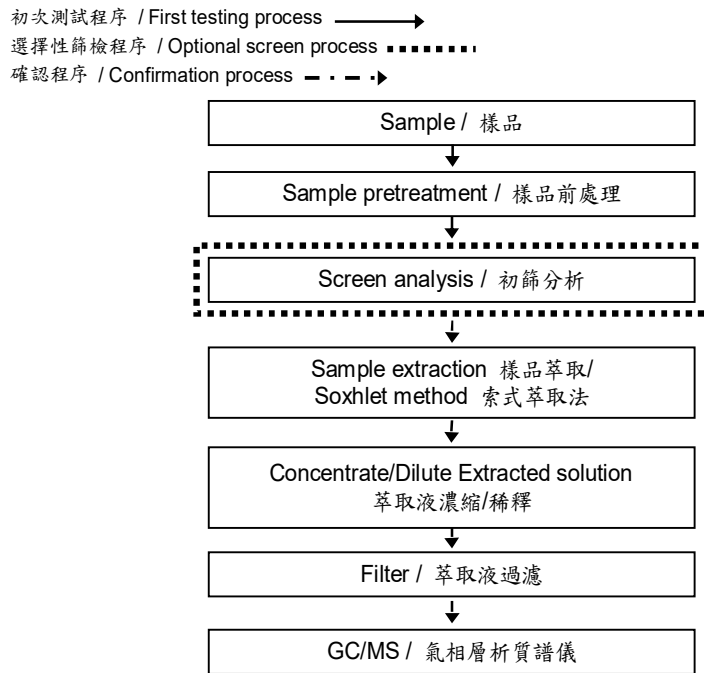 初次測試程序 / First testing process
選擇性篩檢程序 / Optional screen process
確認程序 / Confirmation process
Sample / 樣品
Sample pretreatment / 樣品前處理
Screen analysis / 初篩分析
Sample extraction 樣品萃取/
Soxhlet method 索式萃取法
Concentrate/Dilute Extracted solution
萃取液濃縮/稀釋
Filter / 萃取液過濾
GC/MS / 氣相層析質譜儀